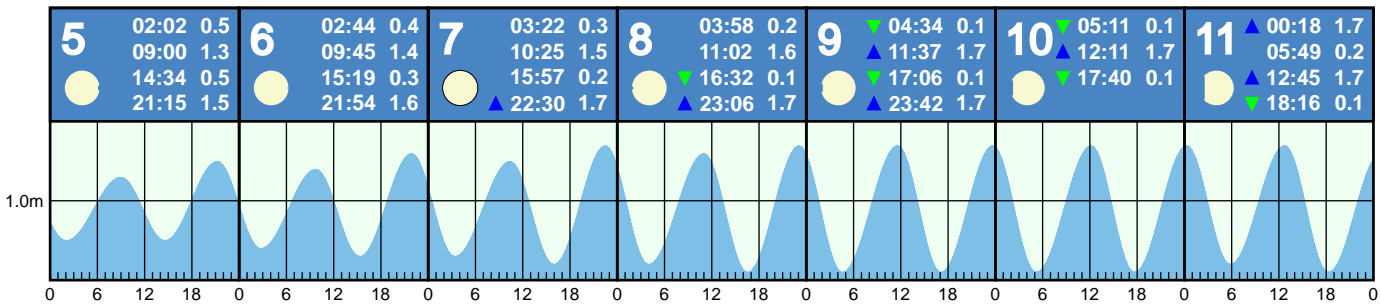 5
02:02 0.5
09:00 1.3
14:34 0.5
21:15 1.5
6
02:44 0.4
09:45 1.4
15:19 0.3
21:54 1.6
7
03:22 0.3
10:25 1.5
15:57 0.2
▲ 22:30 1.7
8
03:58 0.2
11:02 1.6
▼ 16:32 0.1
▲ 23:06 1.7
9
▼ 04:34 0.1
▲ 11:37 1.7
▼ 17:06 0.1
▲ 23:42 1.7
10
▼ 05:11 0.1
▲ 12:11 1.7
▼ 17:40 0.1
11
▲ 00:18 1.7
05:49 0.2
▲ 12:45 1.7
▼ 18:16 0.1
1.0m
0 6 12 18 0 6 12 18 0 6 12 18 0 6 12 18 0 6 12 18 0 6 12 18 0 6 12 18 0